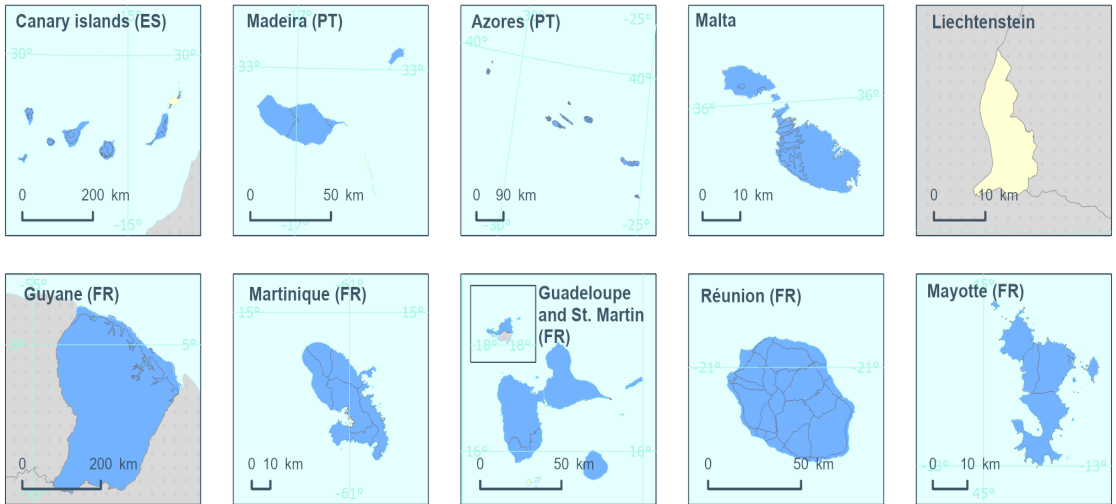 Canary islands (ES)
30°
30°
0 200 km
-15°
Madeira (PT)
33°
33°
0 50 km
-17°
Azores (PT)
-25°
40°
40°
0 90 km
-30°
-25°
Malta
36°
36°
0 10 km
Liechtenstein
0 10 km
-55°
Guyane (FR)
5°
0 200 km
-61°
Martinique (FR)
15°
-15°
0 10 km
-61°
Guadeloupe
and St. Martin
(FR)
18°
18°
16°
-16°
0 50 km
Réunion (FR)
-21°
-21°
0 50 km
45°
Mayotte (FR)
-13°
-13°
0 10 km
45°